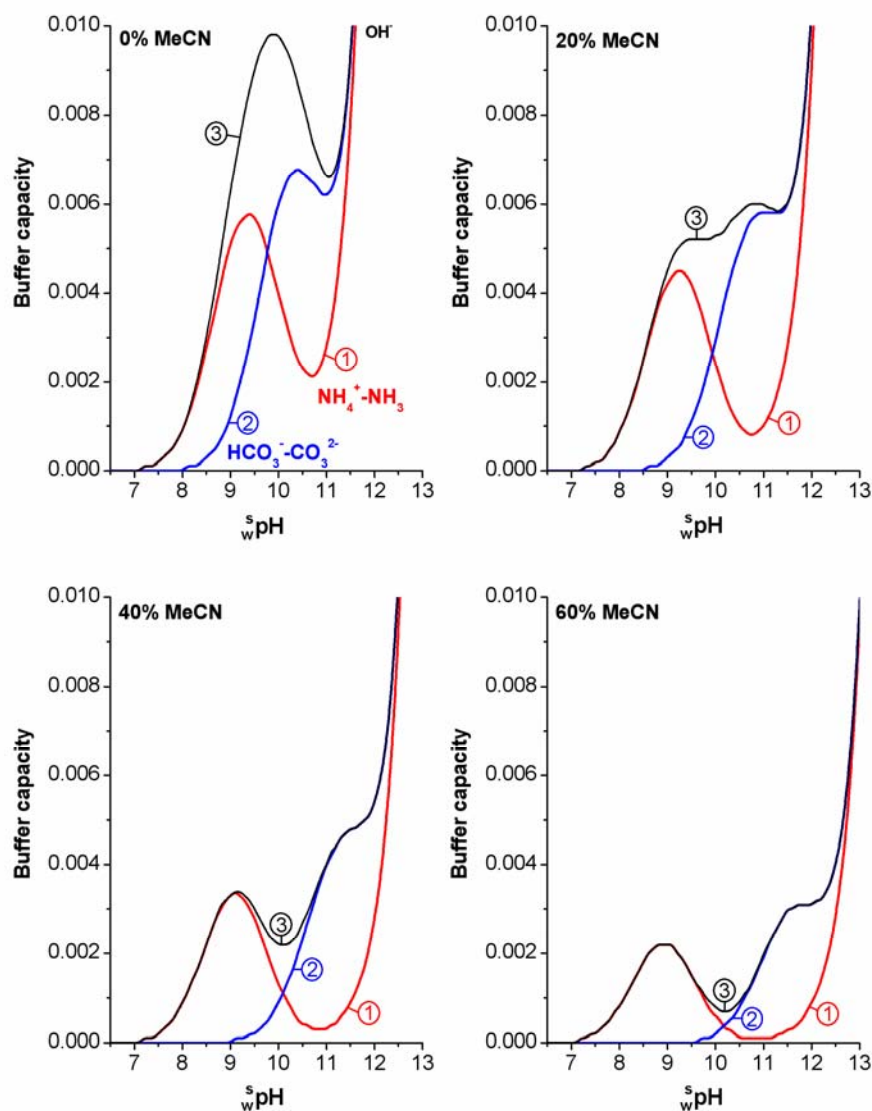 0% MeCN
OH⁻
0.010
0.008
0.006
0.004
0.002
0.000
Buffer capacity
③
①
NH₄⁺-NH₃
②
HCO₃⁻-CO₃²⁻
7 8 9 10 11 12 13
ˢ_wpH
20% MeCN
0.010
0.008
0.006
0.004
0.002
0.000
Buffer capacity
③
①
②
7 8 9 10 11 12 13
ˢ_wpH
40% MeCN
0.010
0.008
0.006
0.004
0.002
0.000
Buffer capacity
③
②
①
7 8 9 10 11 12 13
ˢ_wpH
60% MeCN
0.010
0.008
0.006
0.004
0.002
0.000
Buffer capacity
③
②
①
7 8 9 10 11 12 13
ˢ_wpH